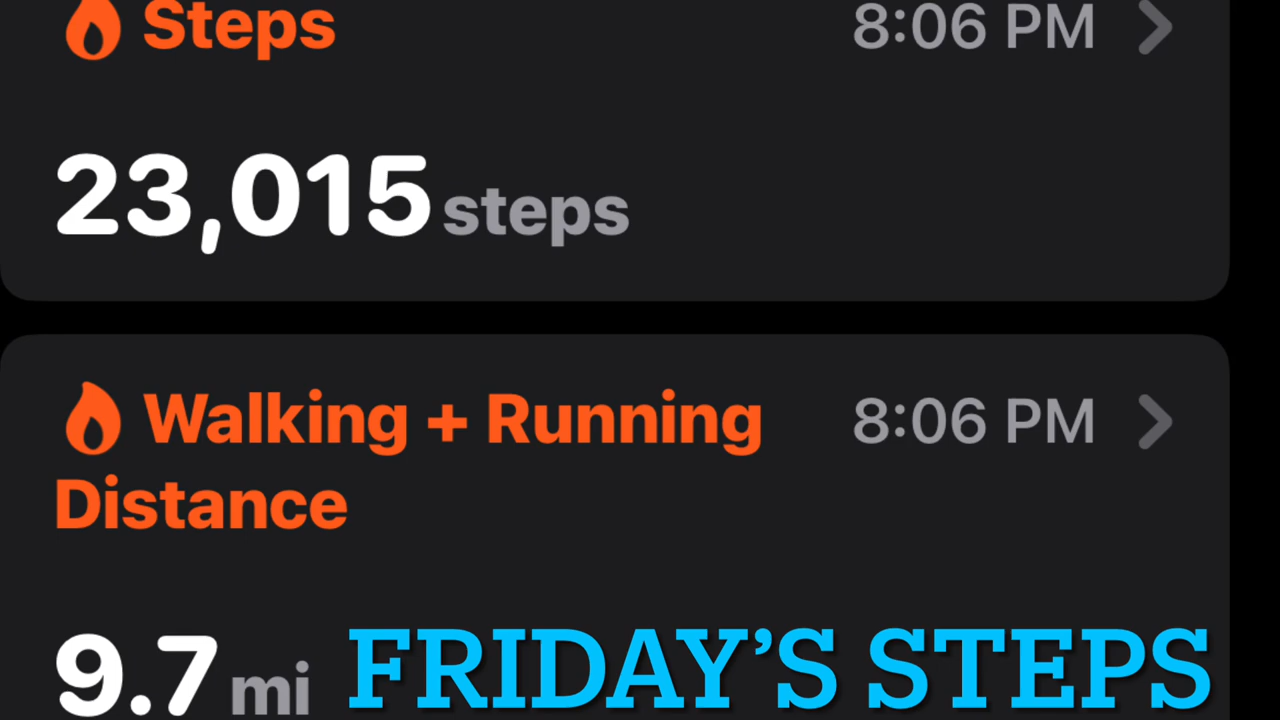 Steps 8:06 PM
23,015 steps
Walking + Running 8:06 PM
Distance
9.7 mi FRIDAY’S STEPS